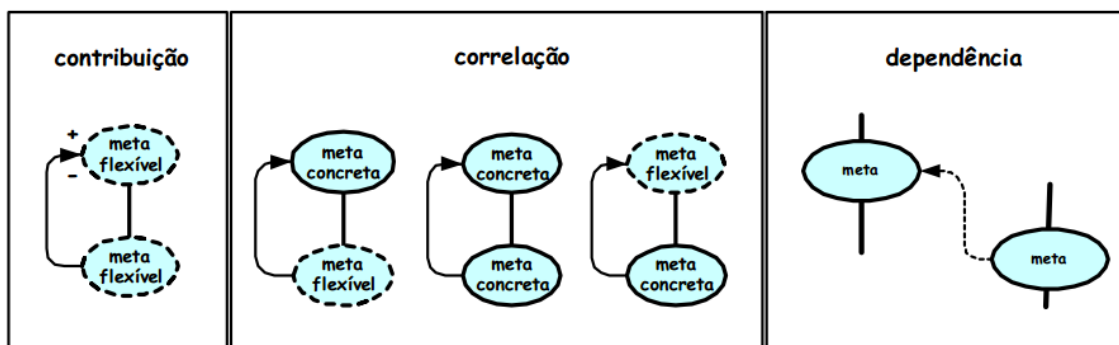 contribuição
+
meta
flexível
-
meta
flexível
correlação
meta
concreta
meta
flexível
meta
concreta
meta
concreta
meta
flexível
meta
concreta
dependência
meta
meta